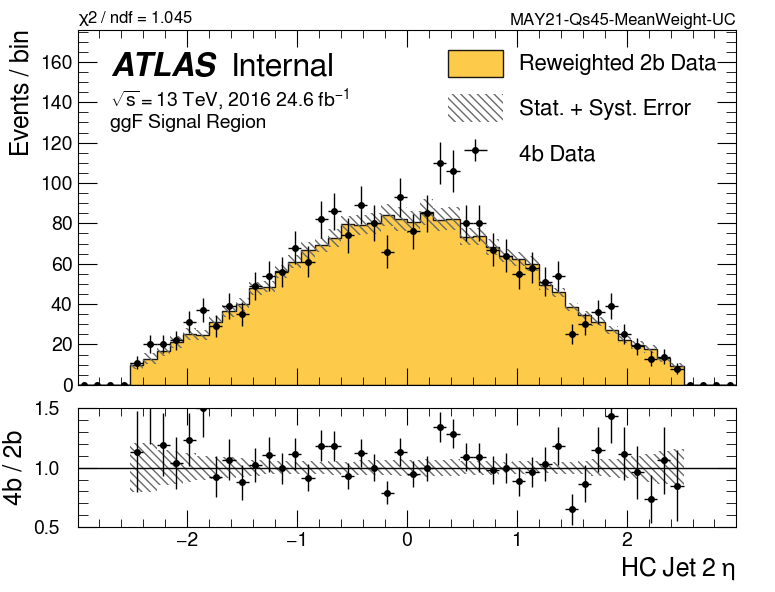 χ2 / ndf = 1.045
MAY21-Qs45-MeanWeight-UC
Events / bin
160
140
120
100
80
60
40
20
0
ATLAS Internal
√s = 13 TeV, 2016 24.6 fb⁻¹
ggF Signal Region
Reweighted 2b Data
Stat. + Syst. Error
4b Data
4b / 2b
1.5
1.0
0.5
−2 −1 0 1 2
HC Jet 2 η